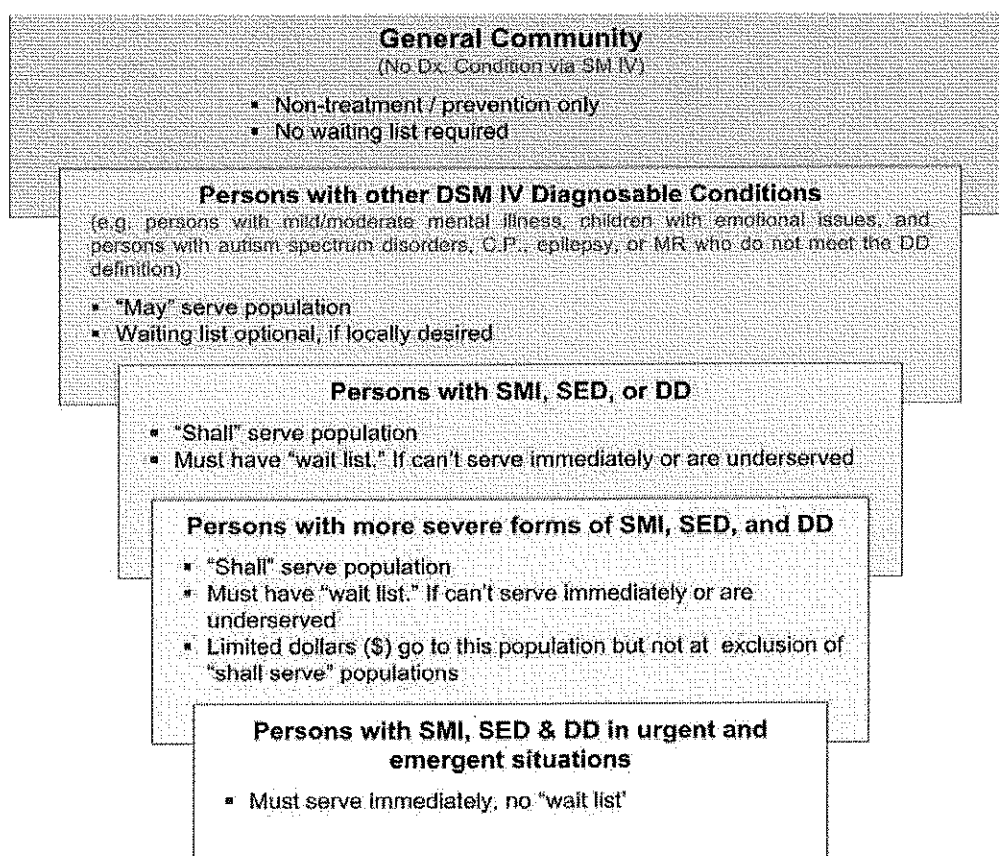 General Community
(No Dx. Condition via SM IV)
▪ Non-treatment / prevention only
▪ No waiting list required
Persons with other DSM IV Diagnosable Conditions
(e.g. persons with mild/moderate mental illness, children with emotional issues, and
persons with autism spectrum disorders, C.P., epilepsy, or MR who do not meet the DD
definition)
▪ "May" serve population
▪ Waiting list optional, if locally desired
Persons with SMI, SED, or DD
▪ "Shall" serve population
▪ Must have "wait list." If can't serve immediately or are underserved
Persons with more severe forms of SMI, SED, and DD
▪ "Shall" serve population
▪ Must have "wait list." If can't serve immediately or are
underserved
▪ Limited dollars ($) go to this population but not at exclusion of
"shall serve" populations
Persons with SMI, SED & DD in urgent and
emergent situations
▪ Must serve immediately, no "wait list'